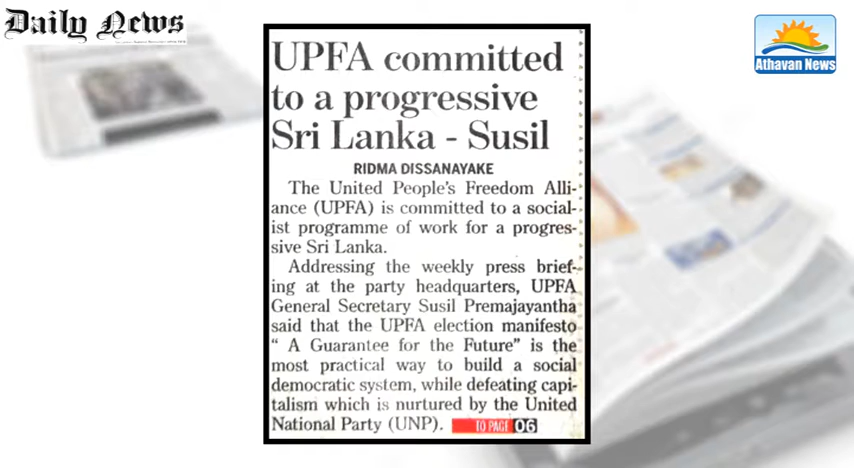 Daily News
Athavan News
UPFA committed
to a progressive
Sri Lanka - Susil
RIDMA DISSANAYAKE
The United People's Freedom Alli-
ance (UPFA) is committed to a social-
ist programme of work for a progres-
sive Sri Lanka.
Addressing the weekly press brief-
ing at the party headquarters, UPFA
General Secretary Susil Premajayantha
said that the UPFA election manifesto
“ A Guarantee for the Future” is the
most practical way to build a social
democratic system, while defeating capi-
talism which is nurtured by the United
National Party (UNP). TO PAGE 06